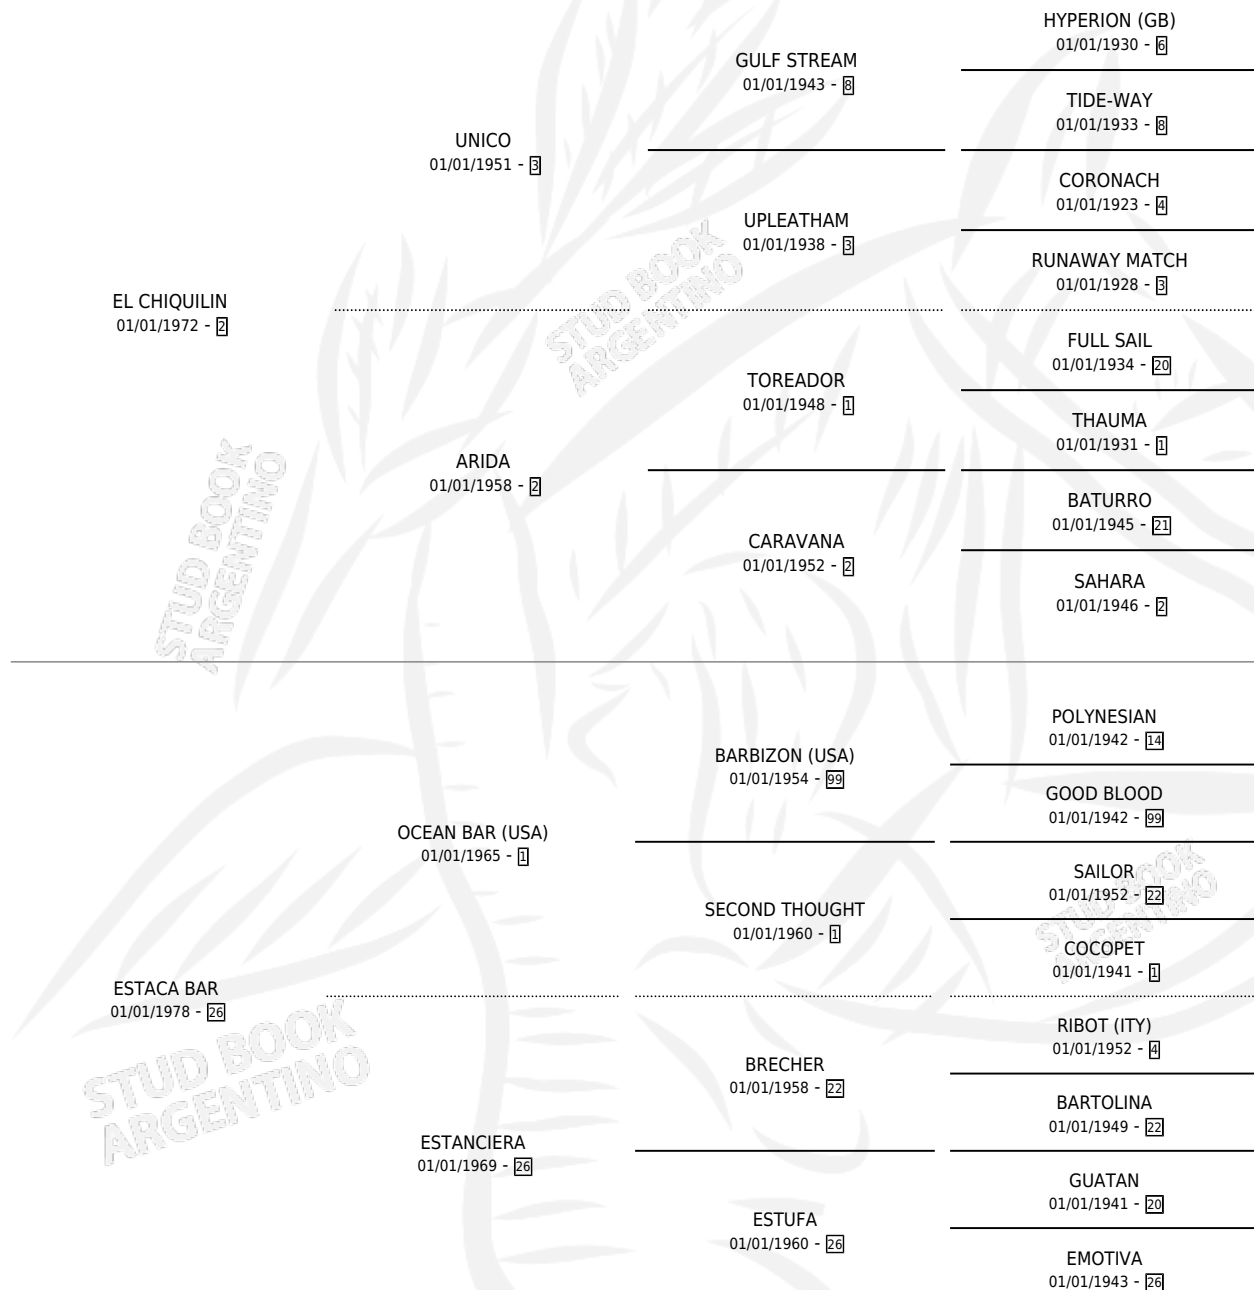 HYPERION (GB)
01/01/1930 - 6
GULF STREAM
01/01/1943 - 8
TIDE-WAY
01/01/1933 - 8
UNICO
01/01/1951 - 3
CORONACH
01/01/1923 - 4
UPLEATHAM
01/01/1938 - 3
RUNAWAY MATCH
01/01/1928 - 3
EL CHIQUILIN
01/01/1972 - 2
STUD BOOK
ARGENTINO
FULL SAIL
01/01/1934 - 20
TOREADOR
01/01/1948 - 1
THAUMA
01/01/1931 - 1
ARIDA
01/01/1958 - 2
BATURRO
01/01/1945 - 21
CARAVANA
01/01/1952 - 2
SAHARA
01/01/1946 - 2
STUD BOOK
ARGENTINO
POLYNESIAN
01/01/1942 - 14
BARBIZON (USA)
01/01/1954 - 99
GOOD BLOOD
01/01/1942 - 99
OCEAN BAR (USA)
01/01/1965 - 1
SAILOR
01/01/1952 - 22
SECOND THOUGHT
01/01/1960 - 1
STUD BOOK
ARGENTINO
COCOPET
01/01/1941 - 1
ESTACA BAR
01/01/1978 - 26
STUD BOOK
ARGENTINO
RIBOT (ITY)
01/01/1952 - 4
BRECHER
01/01/1958 - 22
BARTOLINA
01/01/1949 - 22
ESTANCIERA
01/01/1969 - 26
GUATAN
01/01/1941 - 20
ESTUFA
01/01/1960 - 26
EMOTIVA
01/01/1943 - 26